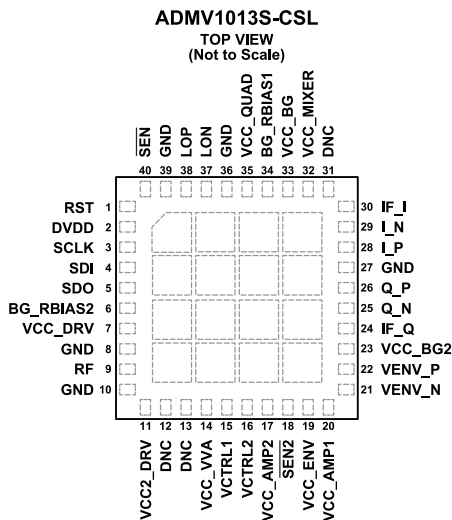 ADMV1013S-CSL
TOP VIEW
(Not to Scale)
SEN
GND
LOP
LON
GND
VCC_QUAD
BG_RBIAS1
VCC_BG
VCC_MIXER
DNC
40 39 38 37 36 35 34 33 32 31
RST 1
DVDD 2
SCLK 3
SDI 4
SDO 5
BG_RBIAS2 6
VCC_DRV 7
GND 8
RF 9
GND 10
30 IF_I
29 I_N
28 I_P
27 GND
26 Q_P
25 Q_N
24 IF_Q
23 VCC_BG2
22 VENV_P
21 VENV_N
11 12 13 14 15 16 17 18 19 20
VCC2_DRV
DNC
DNC
VCC_VVA
VCTRL1
VCTRL2
VCC_AMP2
SEN2
VCC_ENV
VCC_AMP1